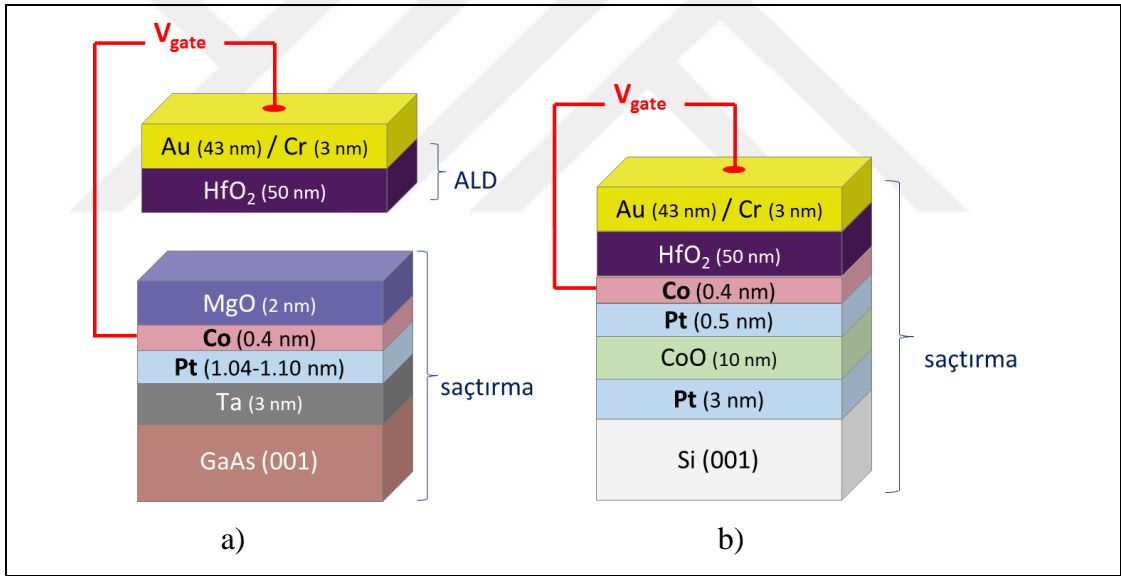 V_gate
Au (43 nm) / Cr (3 nm)
HfO₂ (50 nm)
ALD
MgO (2 nm)
Co (0.4 nm)
Pt (1.04-1.10 nm)
Ta (3 nm)
GaAs (001)
saçtırma
a)
V_gate
Au (43 nm) / Cr (3 nm)
HfO₂ (50 nm)
Co (0.4 nm)
Pt (0.5 nm)
CoO (10 nm)
Pt (3 nm)
Si (001)
saçtırma
b)